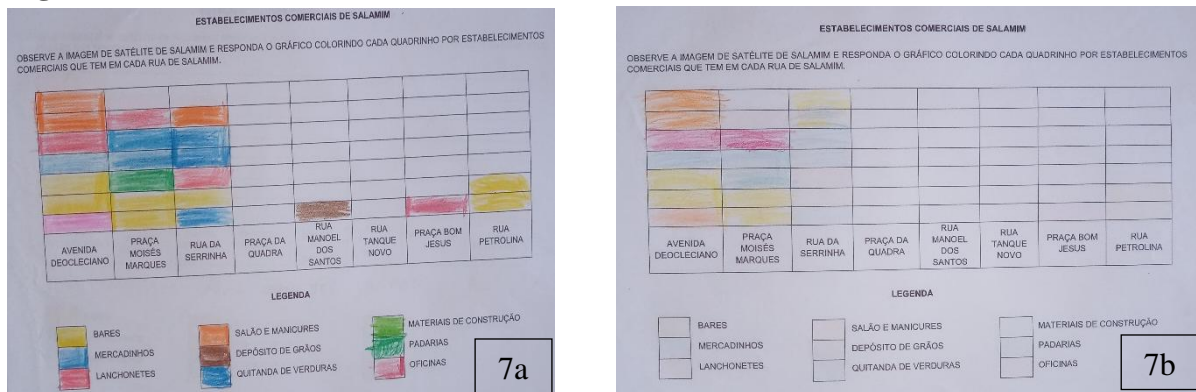 ESTABELECIMENTOS COMERCIAIS DE SALAMIM
OBSERVE A IMAGEM DE SATÉLITE DE SALAMIM E RESPONDA O GRÁFICO COLORINDO CADA QUADRINHO POR ESTABELECIMENTOS
COMERCIAIS QUE TEM EM CADA RUA DE SALAMIM.
AVENIDA
DEOCLECIANO
PRAÇA
MOISÉS
MARQUES
RUA DA
SERRINHA
PRAÇA DA
QUADRA
RUA
MANOEL
DOS
SANTOS
RUA
TANQUE
NOVO
PRAÇA BOM
JESUS
RUA
PETROLINA
LEGENDA
BARES
MERCADINHOS
LANCHONETES
SALÃO E MANICURES
DEPÓSITO DE GRÃOS
QUITANDA DE VERDURAS
MATERIAIS DE CONSTRUÇÃO
PADARIAS
OFICINAS
7a
ESTABELECIMENTOS COMERCIAIS DE SALAMIM
OBSERVE A IMAGEM DE SATÉLITE DE SALAMIM E RESPONDA O GRÁFICO COLORINDO CADA QUADRINHO POR ESTABELECIMENTOS
COMERCIAIS QUE TEM EM CADA RUA DE SALAMIM.
AVENIDA
DEOCLECIANO
PRAÇA
MOISÉS
MARQUES
RUA DA
SERRINHA
PRAÇA DA
QUADRA
RUA
MANOEL
DOS
SANTOS
RUA
TANQUE
NOVO
PRAÇA BOM
JESUS
RUA
PETROLINA
LEGENDA
BARES
MERCADINHOS
LANCHONETES
SALÃO E MANICURES
DEPÓSITO DE GRÃOS
QUITANDA DE VERDURAS
MATERIAIS DE CONSTRUÇÃO
PADARIAS
OFICINAS
7b